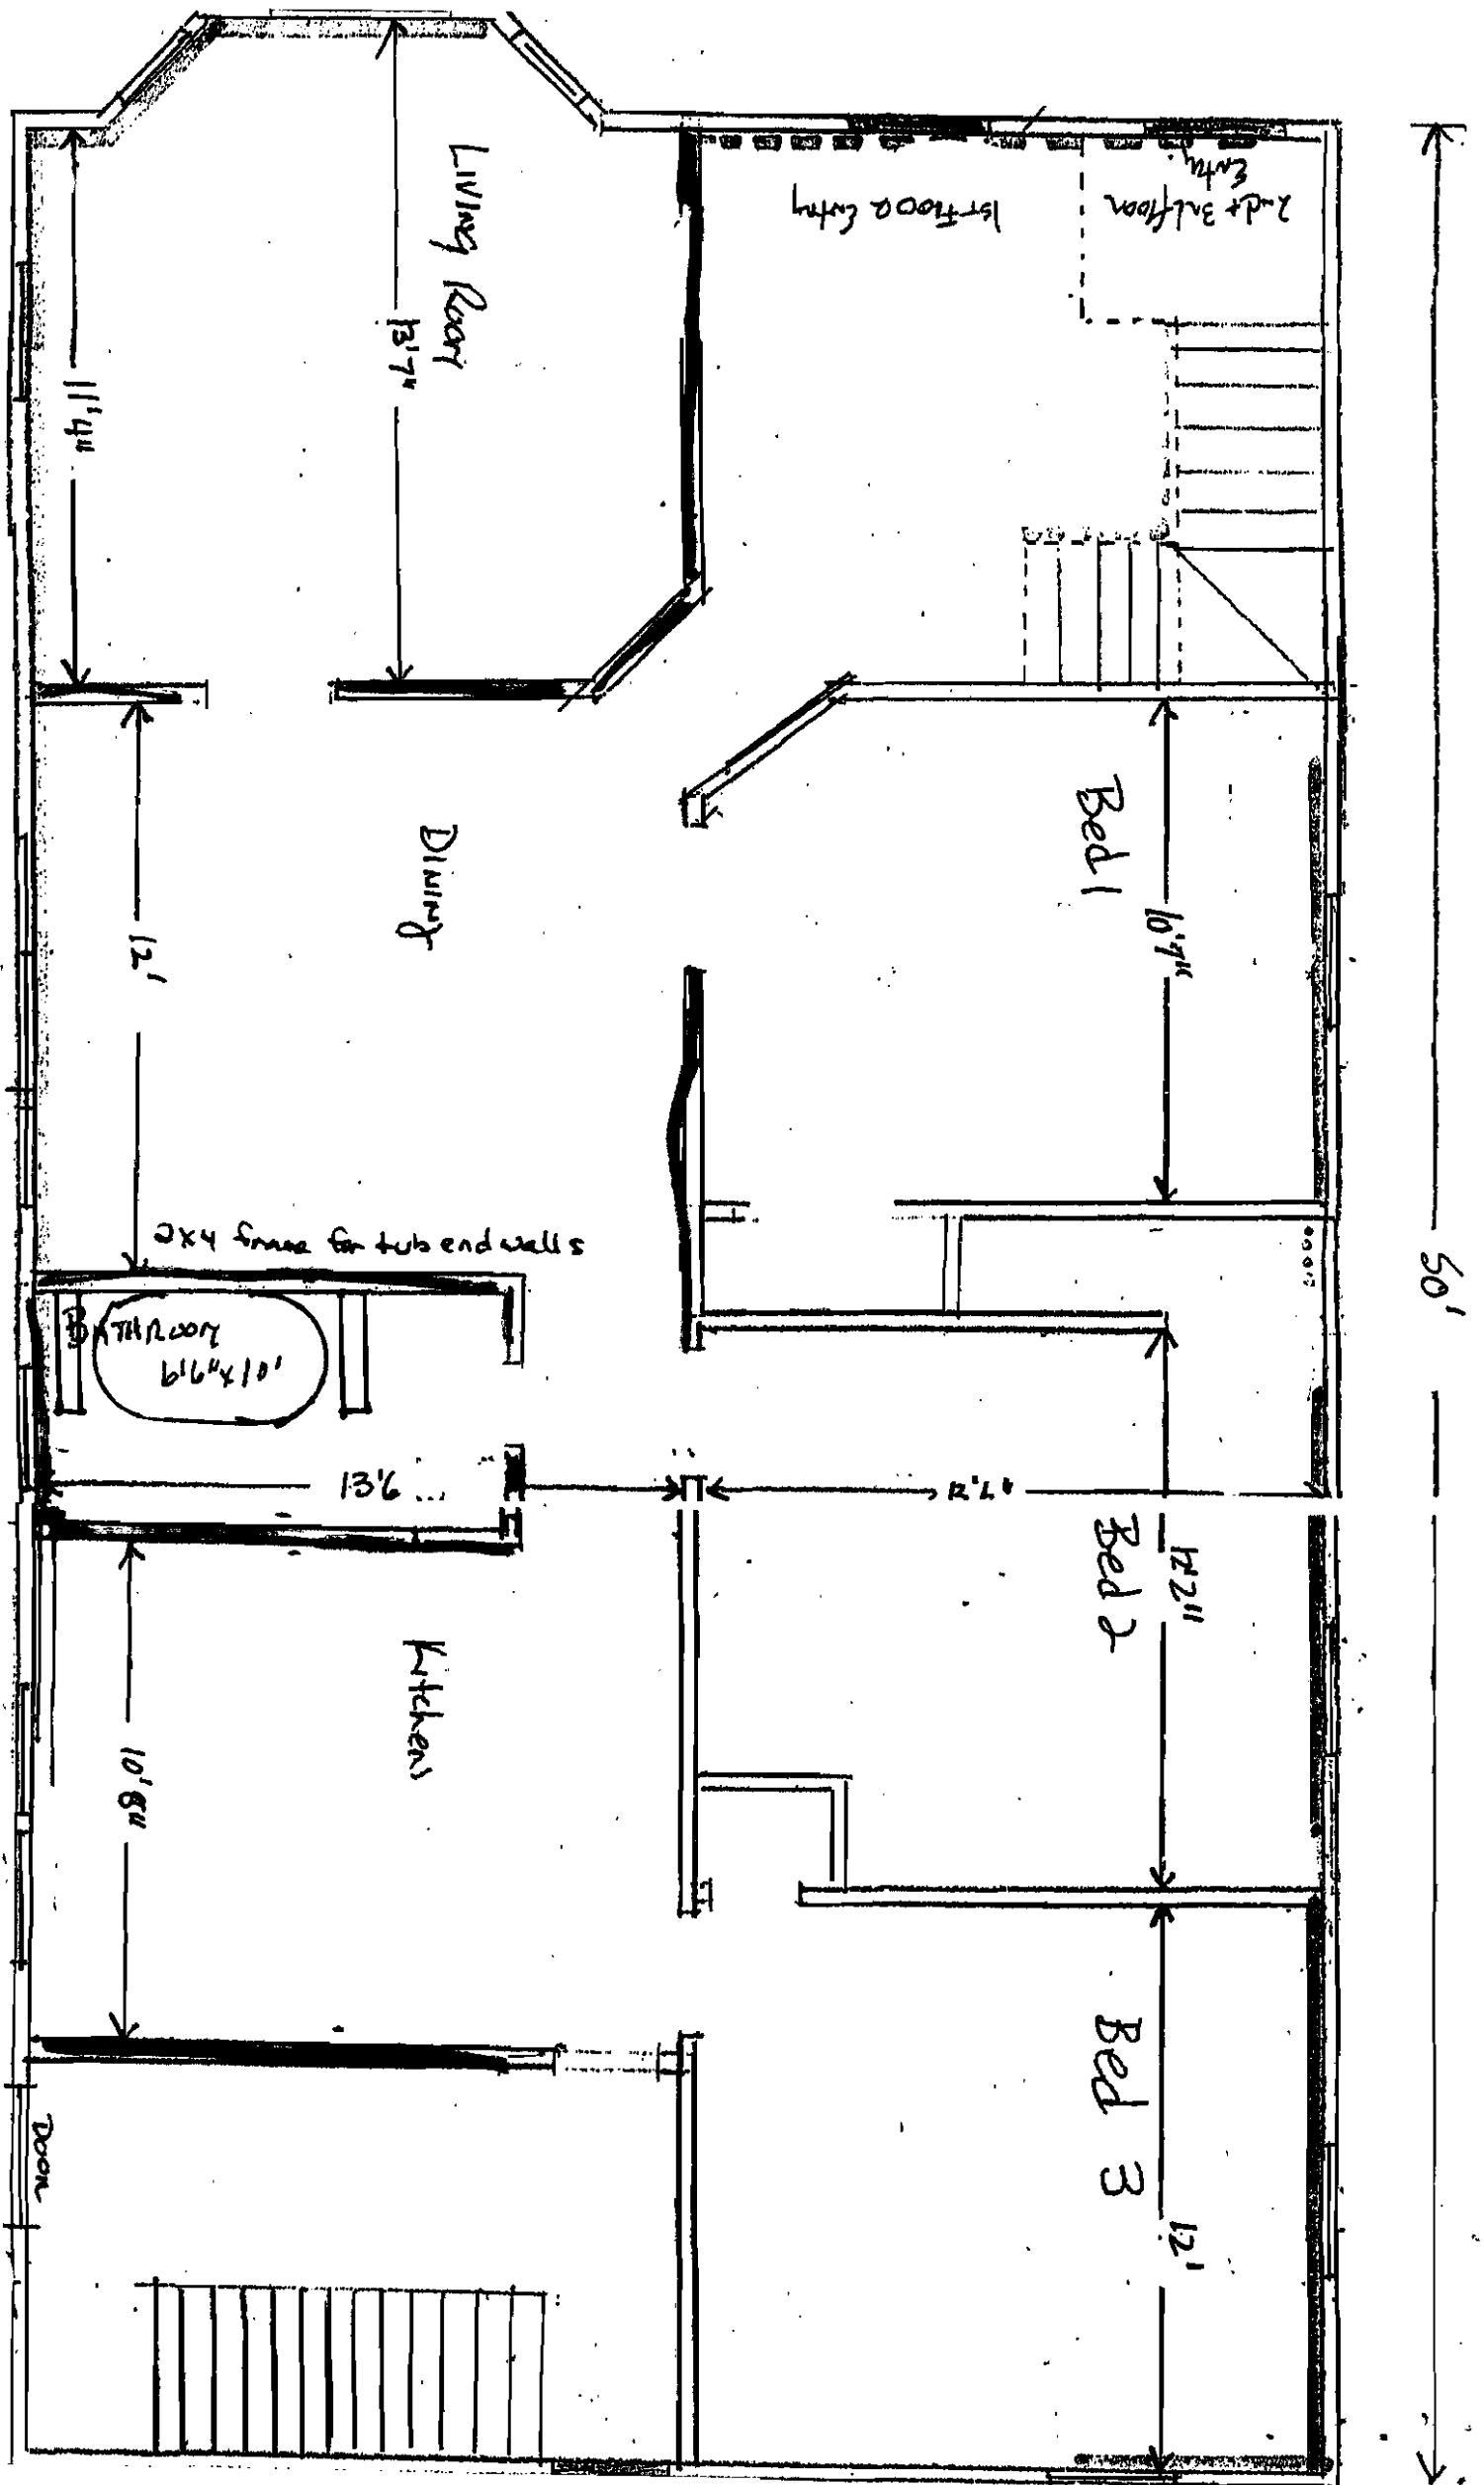 50'
2nd + 3rd floor
Entry
1st Floor Entry
Living Room
13'7"
11'4"
Bed 1
10'7"
Dining
12'
2x4 frame for tub end walls
BATHROOM
6'6"x10'
13'6
12'7"
Bed 2
12'2"
Kitchen
10'8"
Bed 3
12'
Door